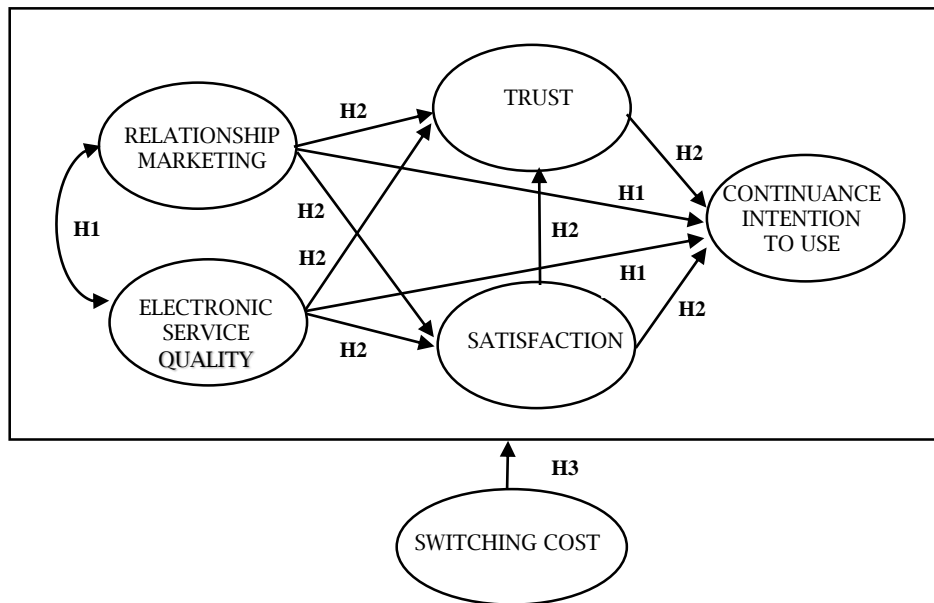 TRUST
H2
RELATIONSHIP
MARKETING
H2
CONTINUANCE
INTENTION
TO USE
H1
H2
H1
H2
H2
H1
ELECTRONIC
SERVICE
QUALITY
H2
SATISFACTION
H2
H3
SWITCHING COST